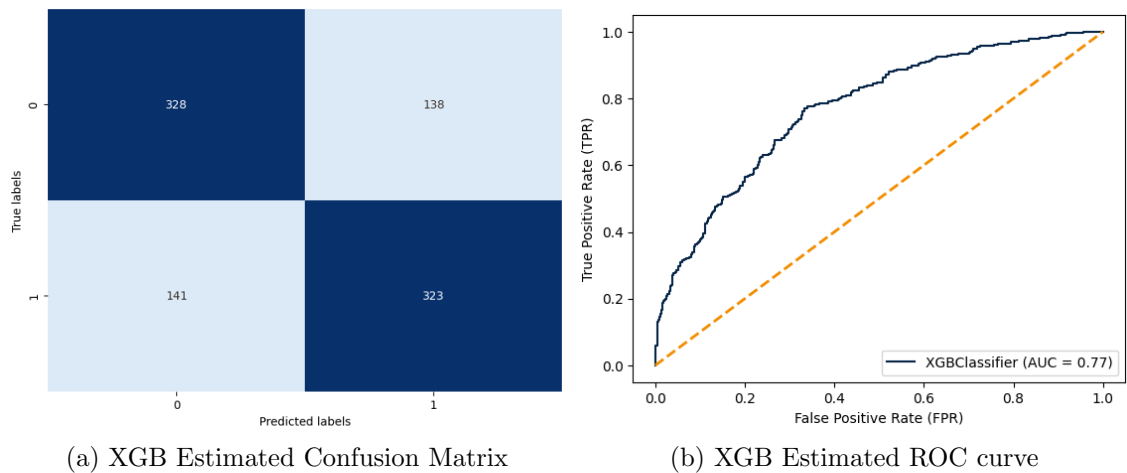 0
328
138
True labels
1
141
323
0
1
Predicted labels
(a) XGB Estimated Confusion Matrix
1.0
0.8
0.6
0.4
0.2
0.0
True Positive Rate (TPR)
XGBClassifier (AUC = 0.77)
0.0
0.2
0.4
0.6
0.8
1.0
False Positive Rate (FPR)
(b) XGB Estimated ROC curve